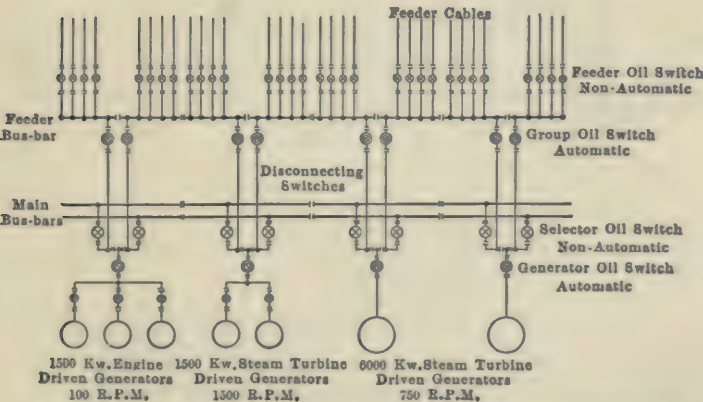 Feeder Cables
Feeder Oil Switch
Non-Automatic
Feeder
Bus-bar
Group Oil Switch
Automatic
Disconnecting
Switches
Main
Bus-bars
Selector Oil Switch
Non-Automatic
Generator Oil Switch
Automatic
1500 Kw.Engine
Driven Generators
100 R.P.M.
1500 Kw.Steam Turbine
Driven Generators
1500 R.P.M.
6000 Kw.Steam Turbine
Driven Generators
750 R.P.M.